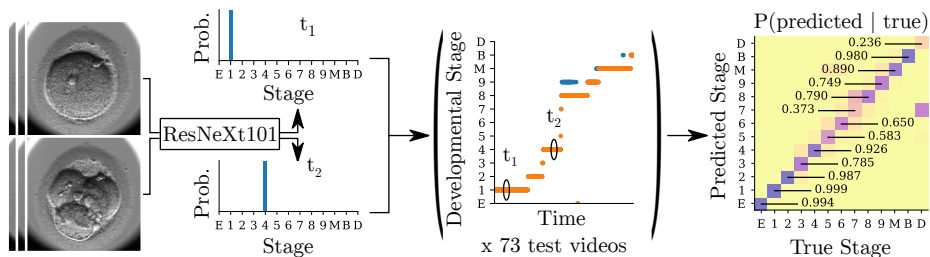 Prob.
t1
E 1 2 3 4 5 6 7 8 9 M B D
Stage
ResNeXt101
t2
Prob.
E 1 2 3 4 5 6 7 8 9 M B D
Stage
Developmental Stage
D
B
M
9
8
7
6
5
4
3
2
1
E
t1
t2
Time
x 73 test videos
P(predicted | true)
Predicted Stage
D
B
M
9
8
7
6
5
4
3
2
1
E
0.236
0.980
0.890
0.749
0.790
0.373
0.650
0.583
0.926
0.785
0.987
0.999
0.994
E 1 2 3 4 5 6 7 8 9 M B D
True Stage